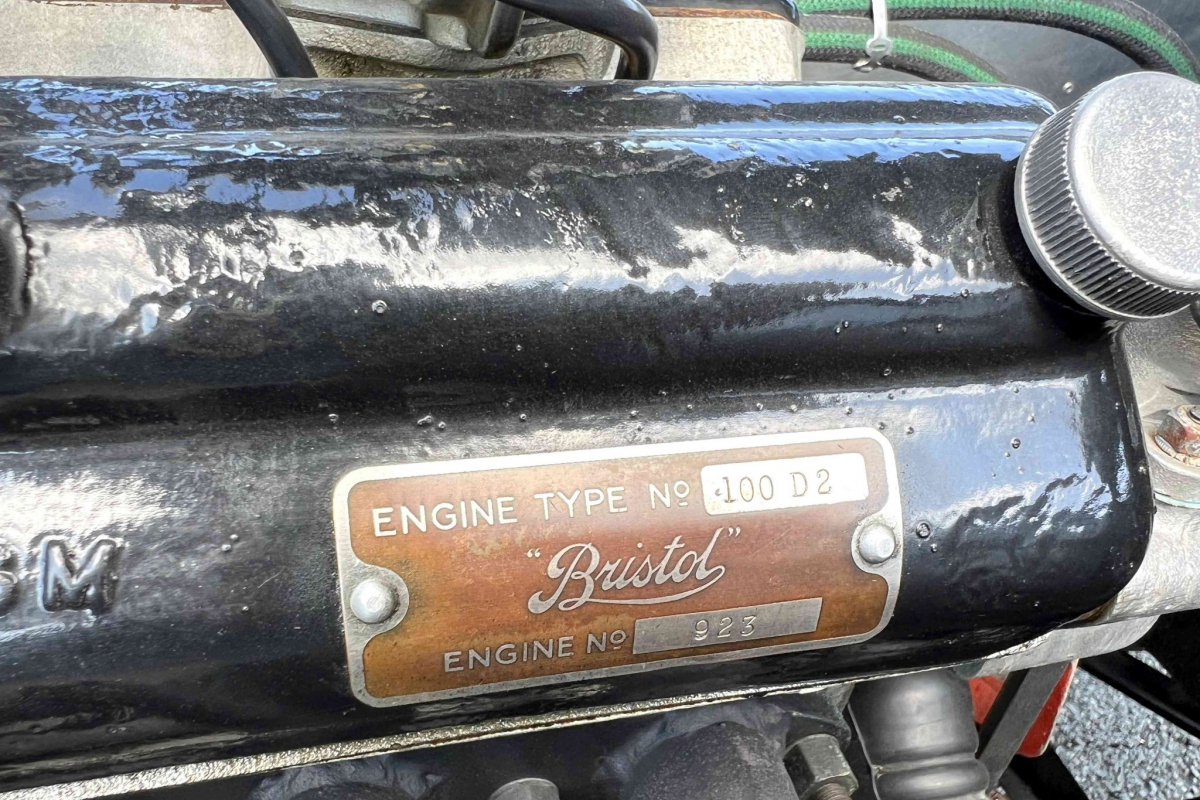 ENGINE TYPE Nº 100 D2
"Bristol"
ENGINE Nº 923
M